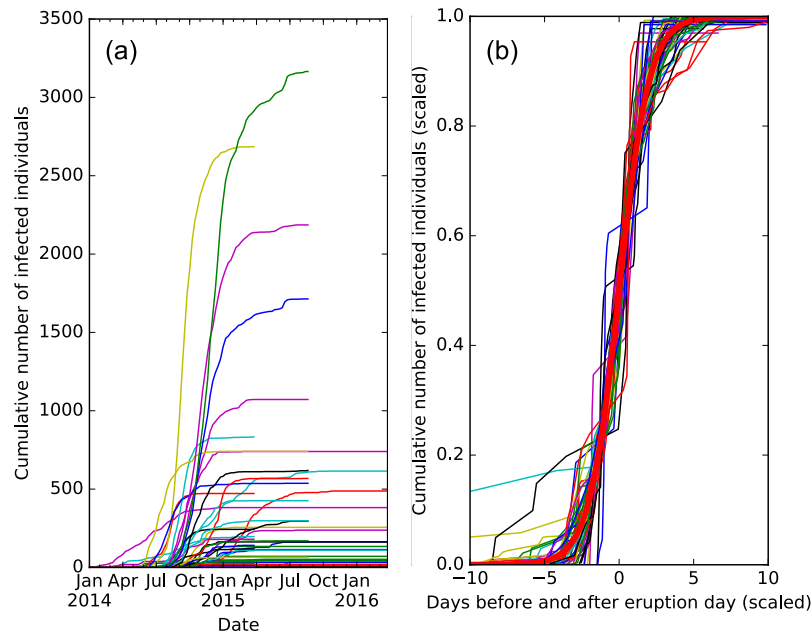 (a)
Cumulative number of infected individuals
3500
3000
2500
2000
1500
1000
500
0
Jan Apr Jul Oct Jan Apr Jul Oct Jan
2014 2015 2016
Date
(b)
Cumulative number of infected individuals (scaled)
1.0
0.8
0.6
0.4
0.2
0.0
−10 −5 0 5 10
Days before and after eruption day (scaled)